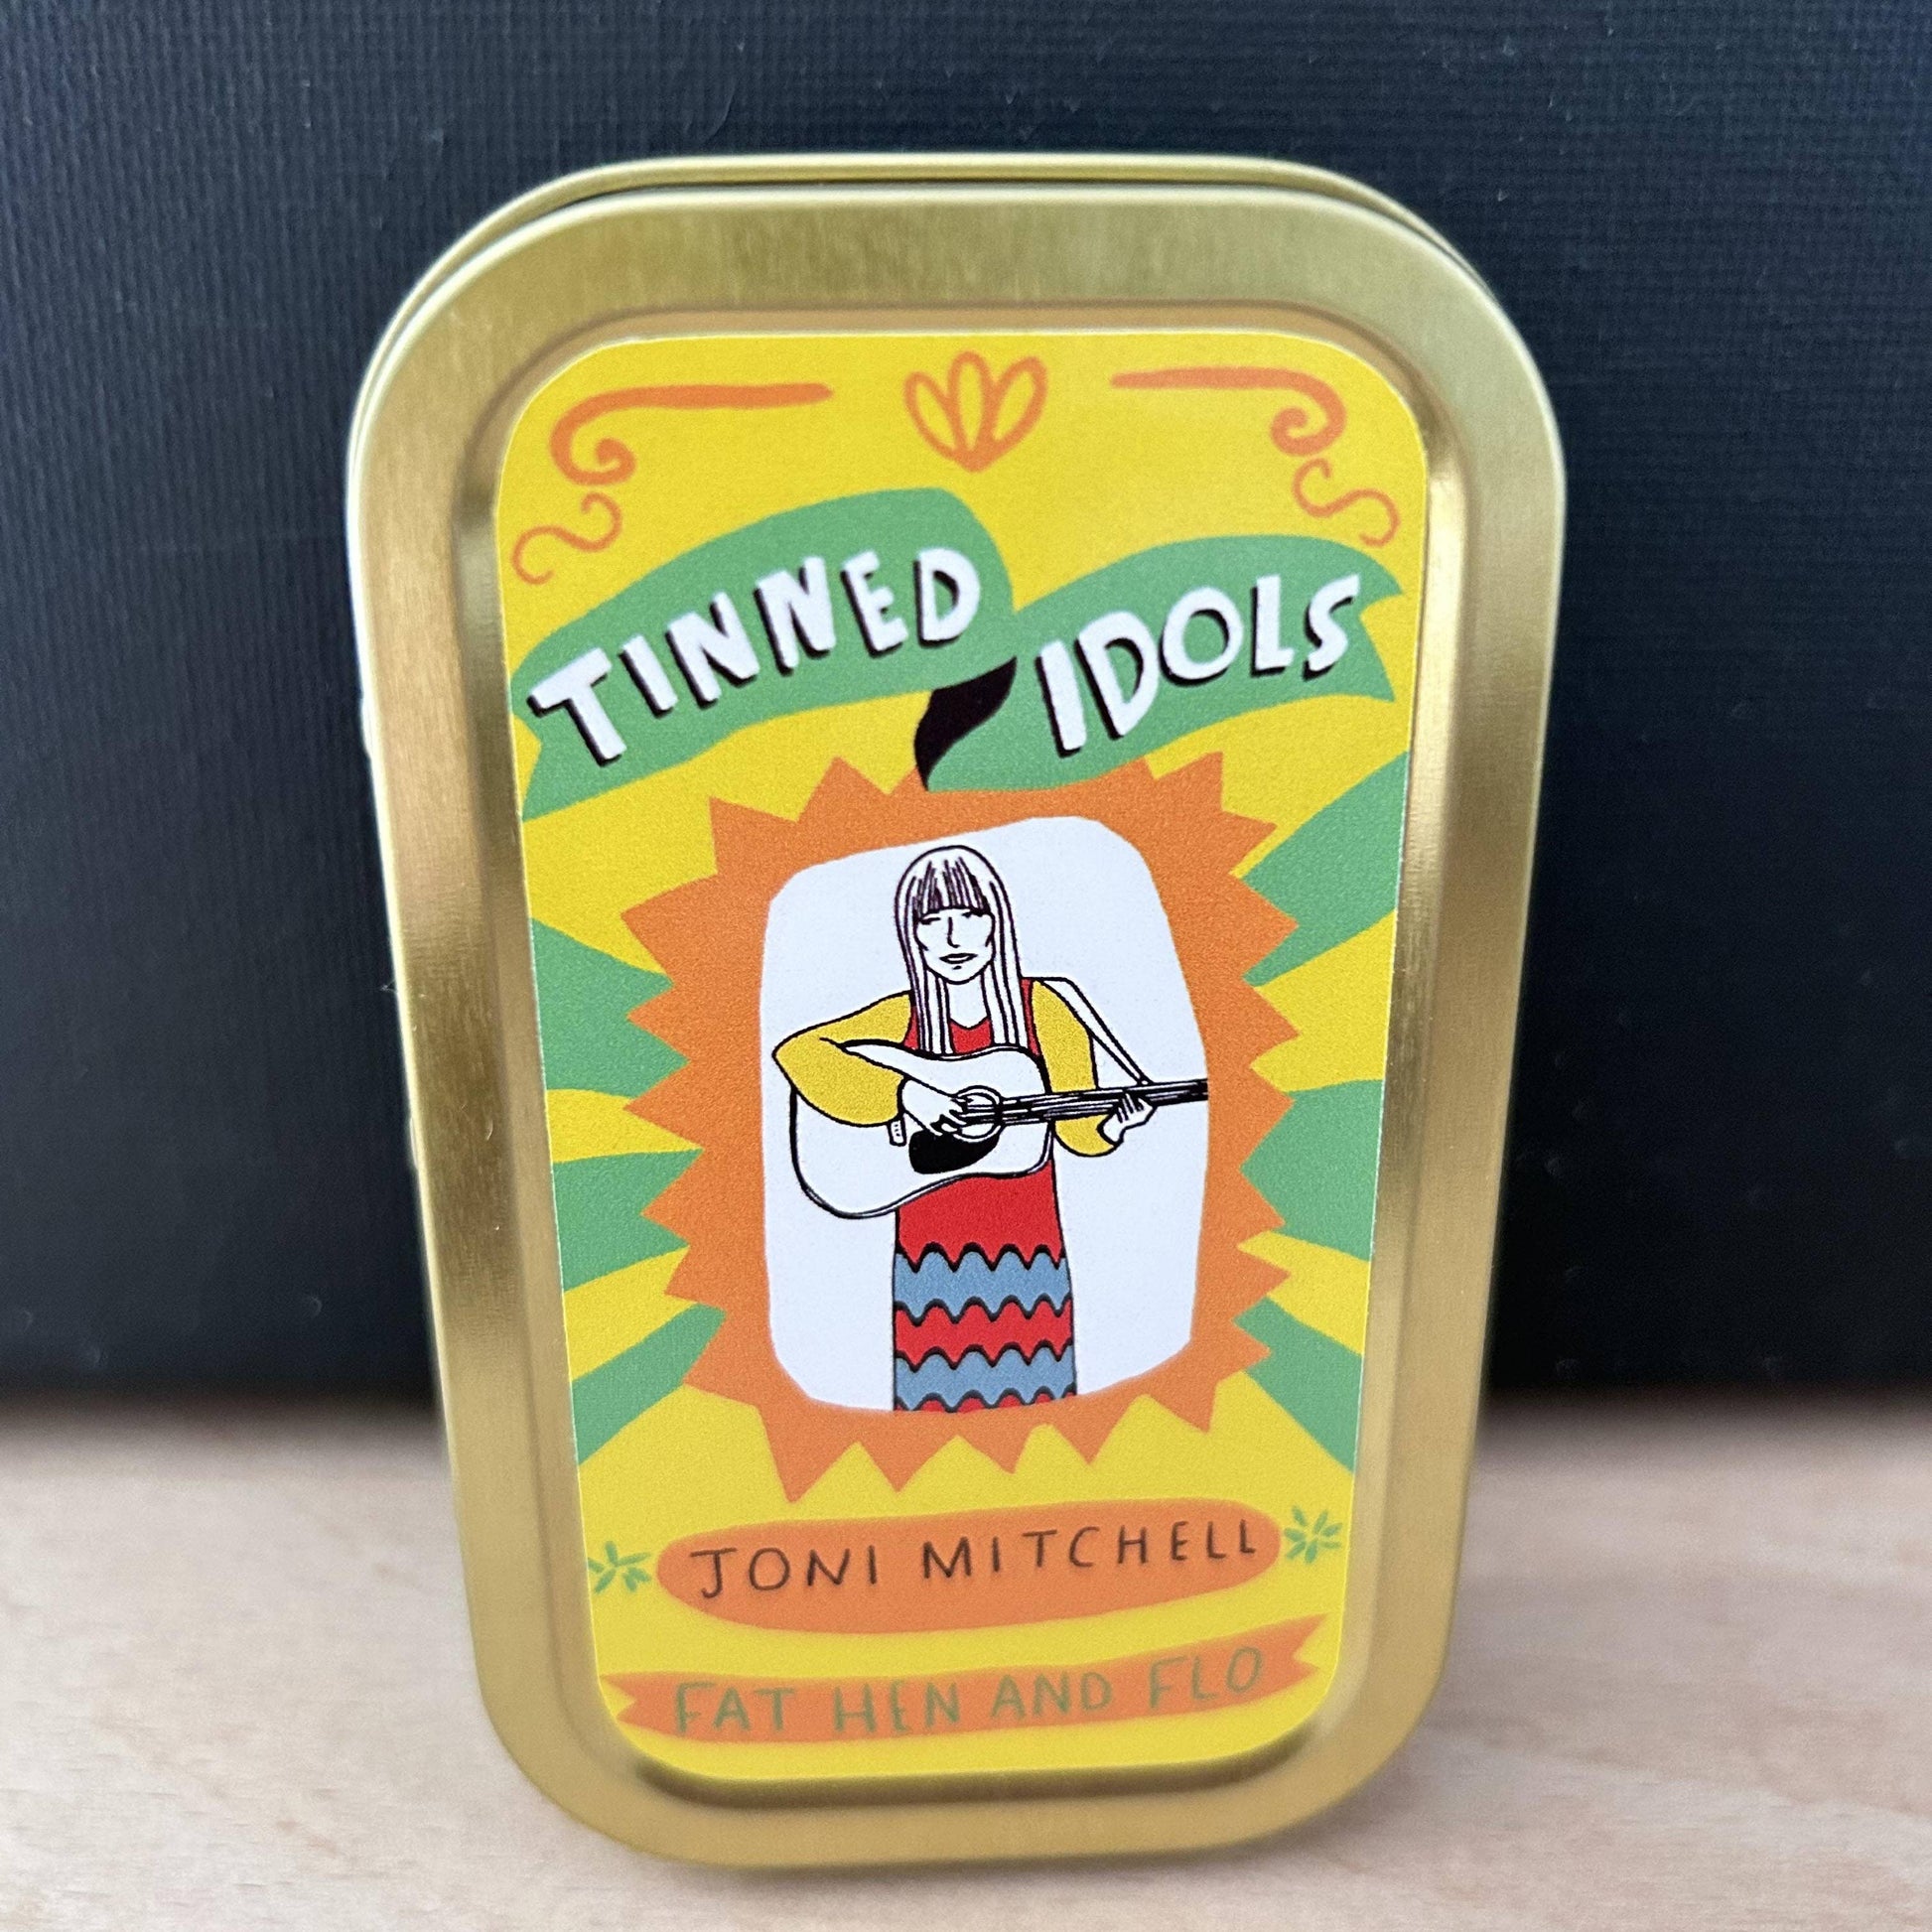 TINNED IDOLS
JONI MITCHELL
FAT HEN AND FLO